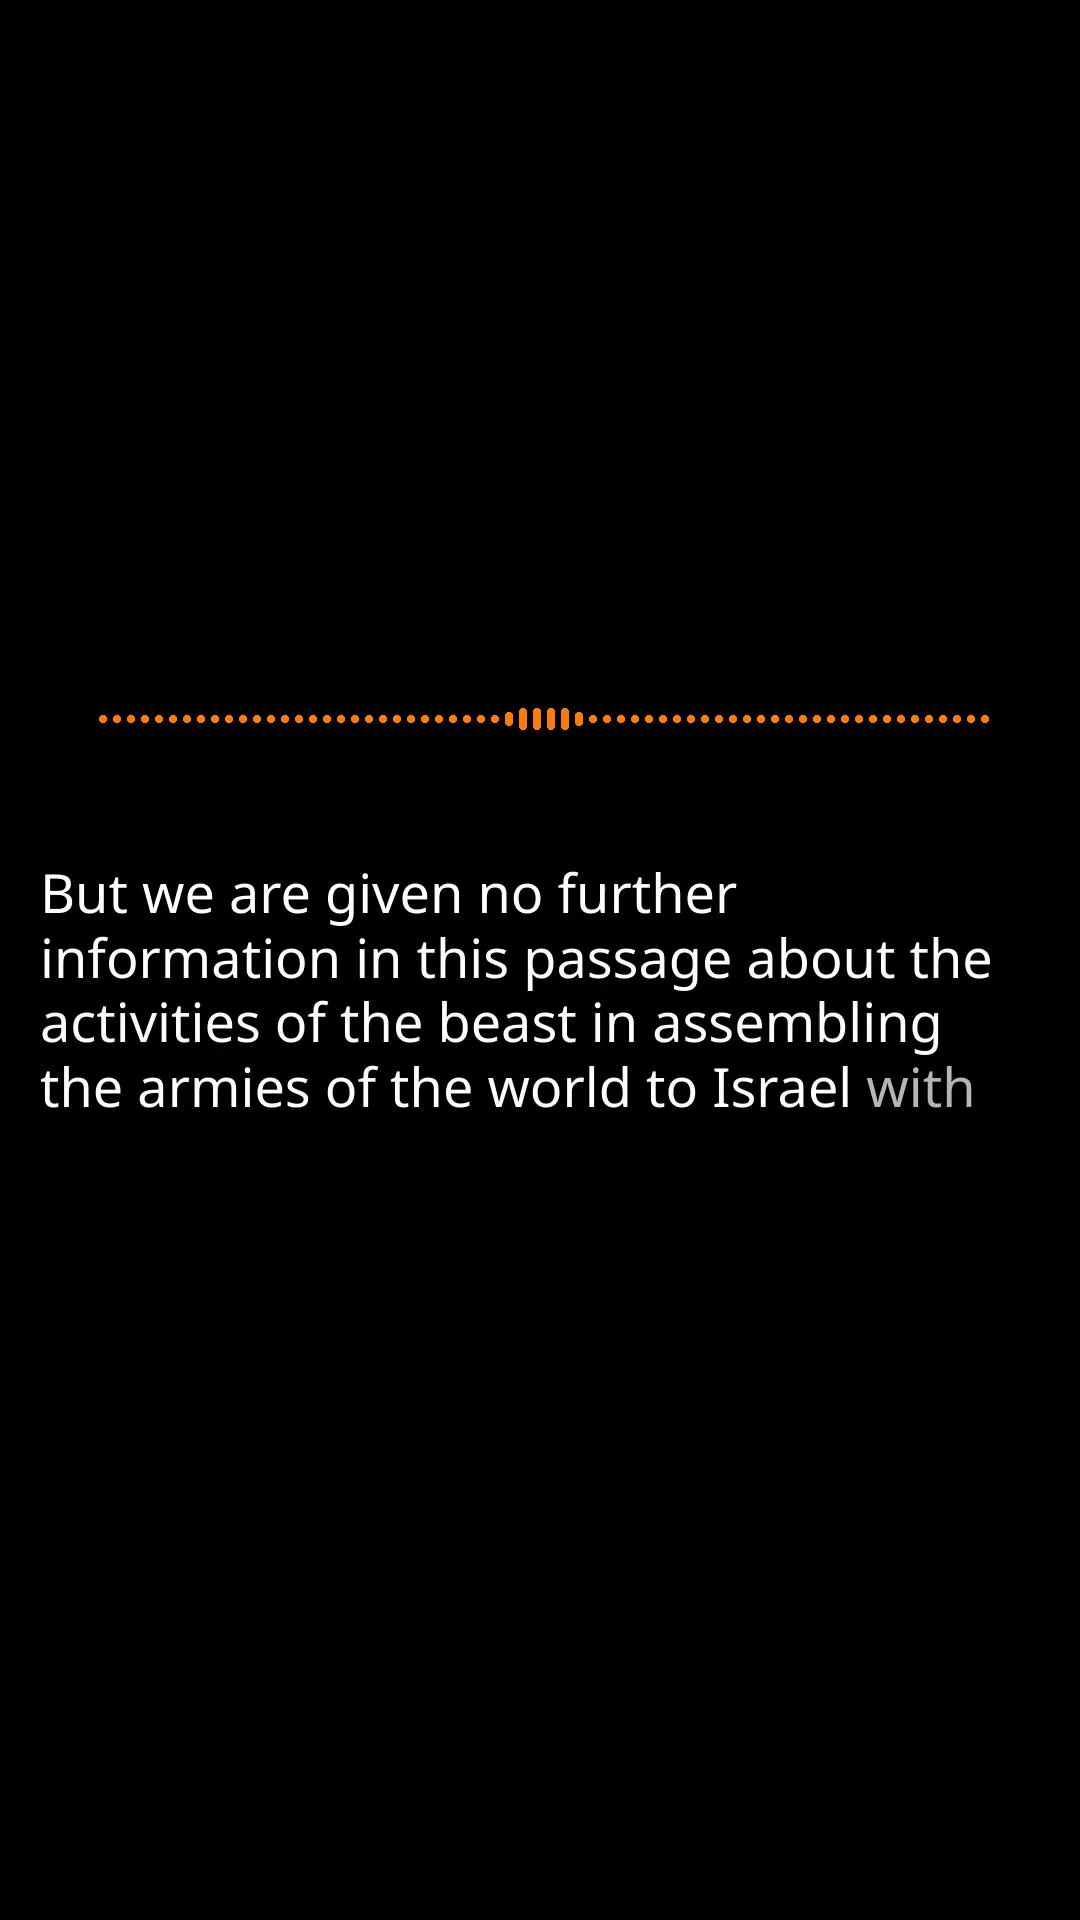 But we are given no further
information in this passage about the
activities of the beast in assembling
the armies of the world to Israel with